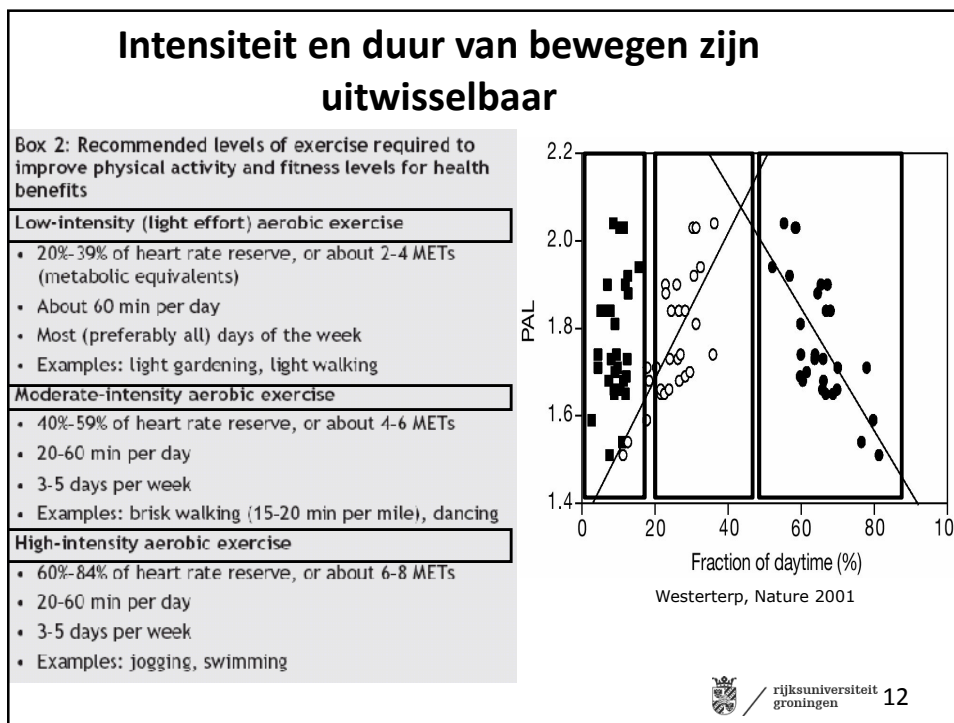 Intensiteit en duur van bewegen zijn
uitwisselbaar
Box 2: Recommended levels of exercise required to
improve physical activity and fitness levels for health
benefits
Low-intensity (light effort) aerobic exercise
• 20%-39% of heart rate reserve, or about 2-4 METs
(metabolic equivalents)
• About 60 min per day
• Most (preferably all) days of the week
• Examples: light gardening, light walking
Moderate-intensity aerobic exercise
• 40%-59% of heart rate reserve, or about 4-6 METs
• 20-60 min per day
• 3-5 days per week
• Examples: brisk walking (15-20 min per mile), dancing
High-intensity aerobic exercise
• 60%-84% of heart rate reserve, or about 6-8 METs
• 20-60 min per day
• 3-5 days per week
• Examples: jogging, swimming
2.2
2.0
1.8
1.6
1.4
PAL
0 20 40 60 80 10
Fraction of daytime (%)
Westerterp, Nature 2001
rijksuniversiteit
groningen
12